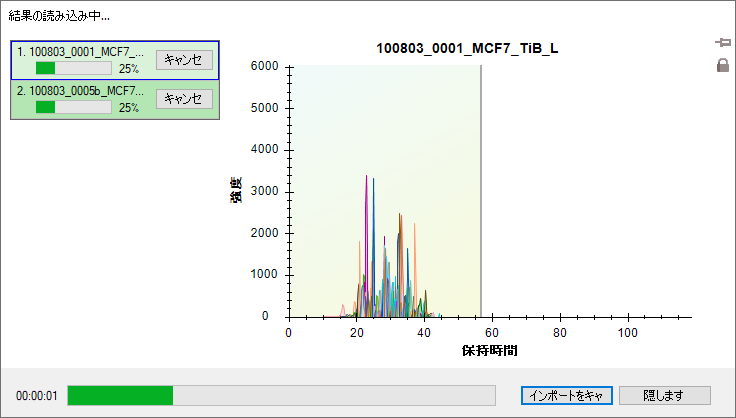 結果の読み込み中...
1. 100803_0001_MCF7_...
キャンセ
25%
2. 100803_0005b_MCF7...
キャンセ
25%
100803_0001_MCF7_TiB_L
6000
5000
4000
3000
2000
1000
0
強度
0 20 40 60 80 100
保持時間
00:00:01
インポートをキャ
隠します